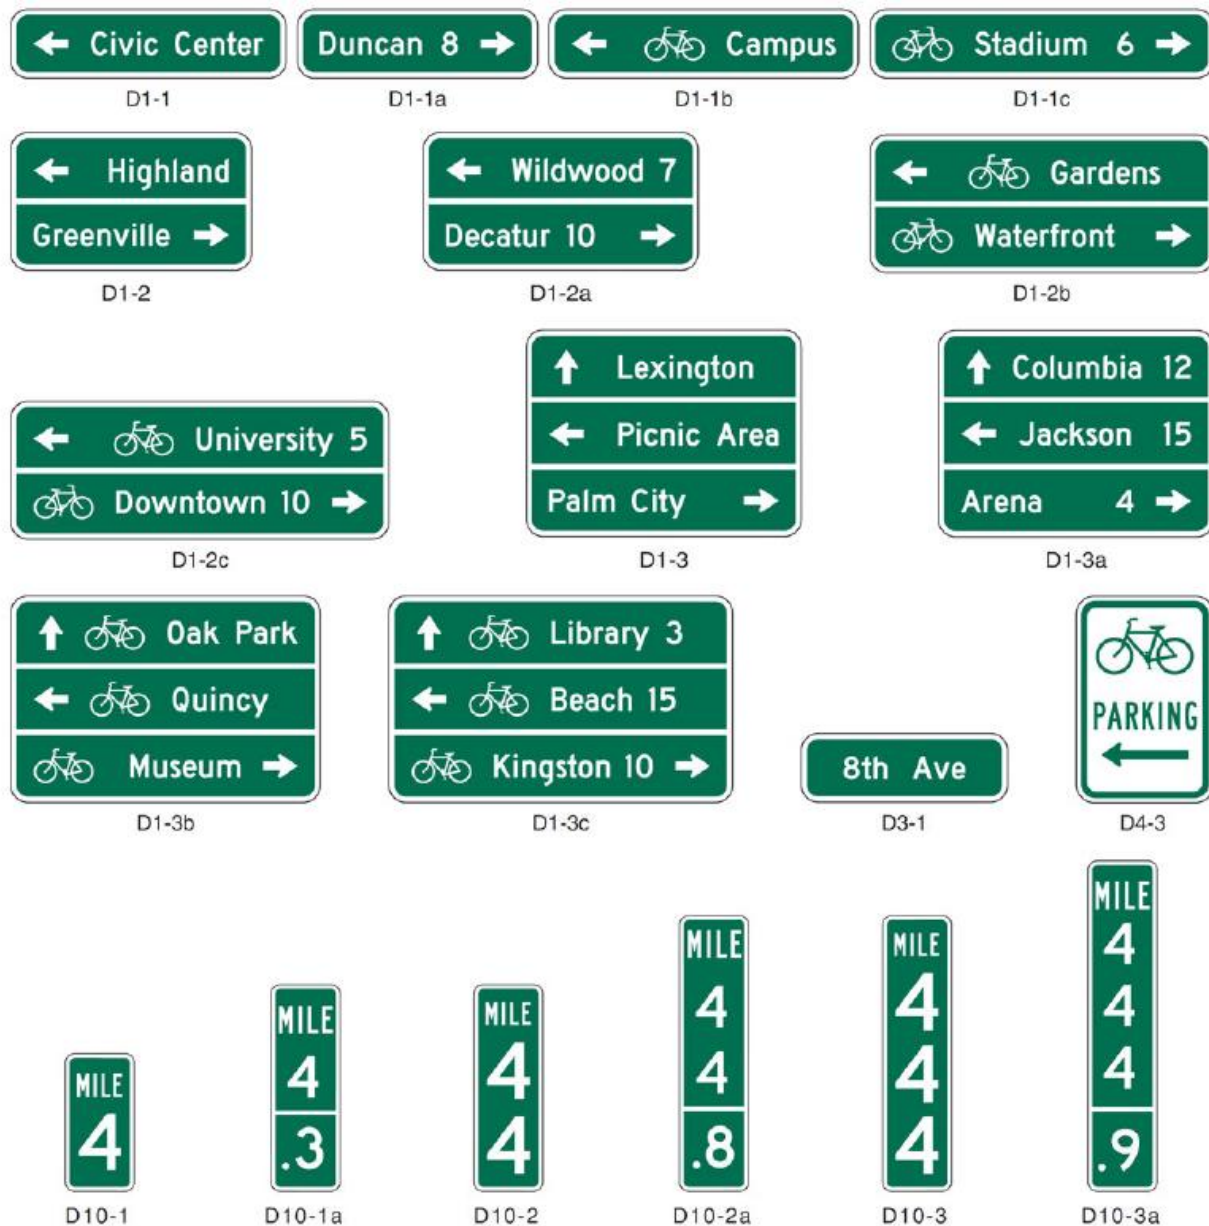 Civic Center
Duncan 8
Campus
Stadium 6
D1-1
D1-1a
D1-1b
D1-1c
Highland
Greenville
D1-2
Wildwood 7
Decatur 10
D1-2a
Gardens
Waterfront
D1-2b
University 5
Downtown 10
D1-2c
Lexington
Picnic Area
Palm City
D1-3
Columbia 12
Jackson 15
Arena 4
D1-3a
Oak Park
Quincy
Museum
D1-3b
Library 3
Beach 15
Kingston 10
D1-3c
8th Ave
D3-1
PARKING
D4-3
MILE
4
D10-1
MILE
4
.3
D10-1a
MILE
4
4
D10-2
MILE
4
4
.8
D10-2a
MILE
4
4
4
D10-3
MILE
4
4
4
.9
D10-3a